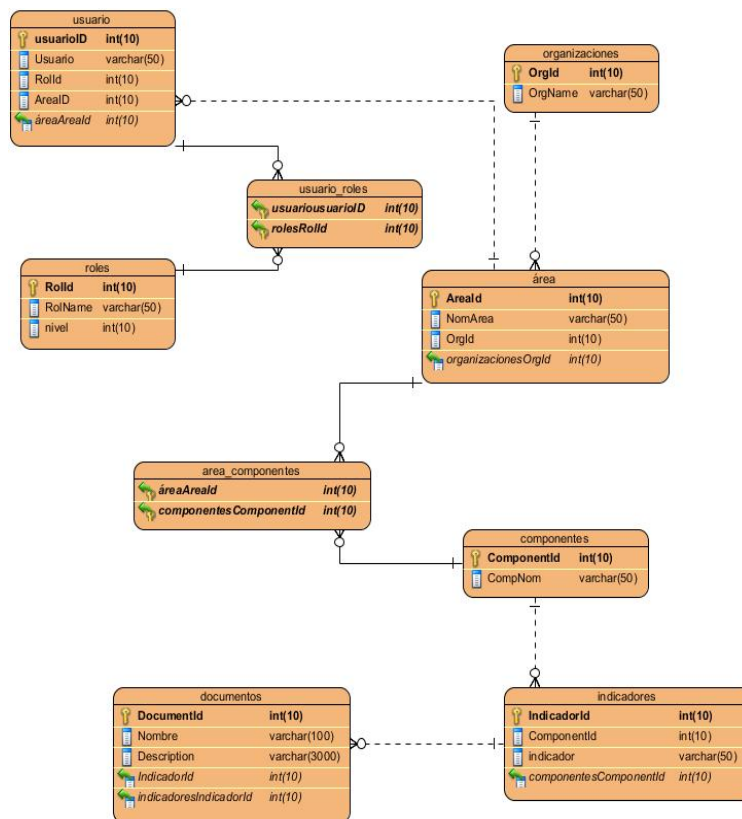 usuario
usuarioID int(10)
Usuario varchar(50)
RolId int(10)
AreaID int(10)
áreaAreaId int(10)
organizaciones
OrgId int(10)
OrgName varchar(50)
usuario_roles
usuariousuarioID int(10)
rolesRolId int(10)
roles
RolId int(10)
RolName varchar(50)
nivel int(10)
área
AreaId int(10)
NomArea varchar(50)
OrgId int(10)
organizacionesOrgId int(10)
area_componentes
áreaAreaId int(10)
componentesComponentId int(10)
componentes
ComponentId int(10)
CompNom varchar(50)
documentos
DocumentId int(10)
Nombre varchar(100)
Description varchar(3000)
IndicadorId int(10)
indicadoresIndicadorId int(10)
indicadores
IndicadorId int(10)
ComponentId int(10)
indicador varchar(50)
componentesComponentId int(10)